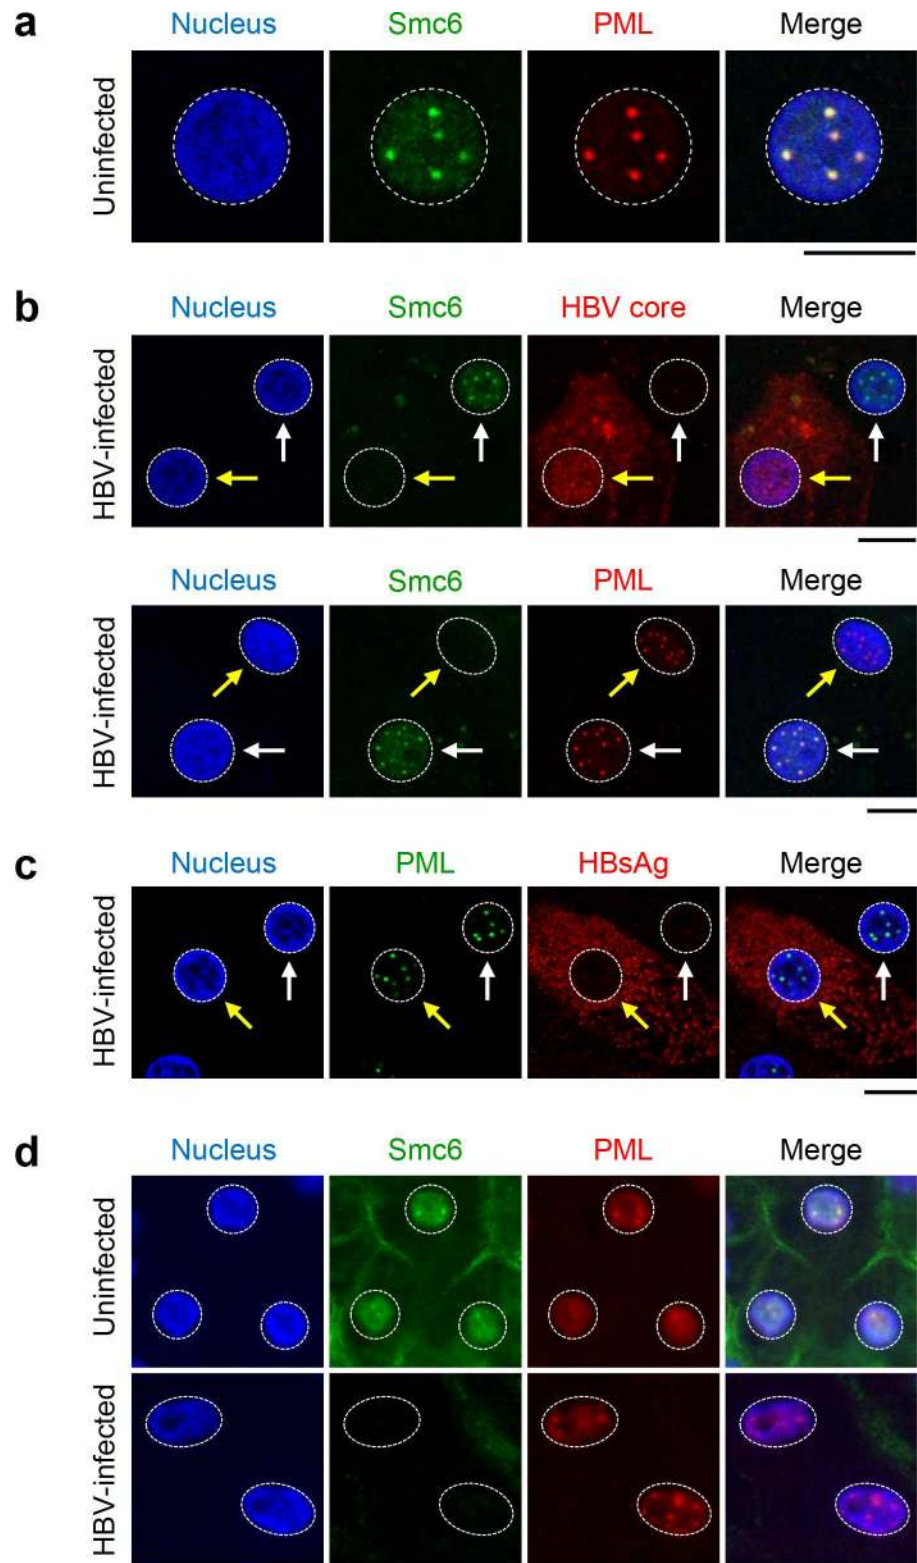 a
Nucleus Smc6 PML Merge
Uninfected
b
Nucleus Smc6 HBV core Merge
HBV-infected
Nucleus Smc6 PML Merge
HBV-infected
c
Nucleus PML HBsAg Merge
HBV-infected
d
Nucleus Smc6 PML Merge
Uninfected
HBV-infected